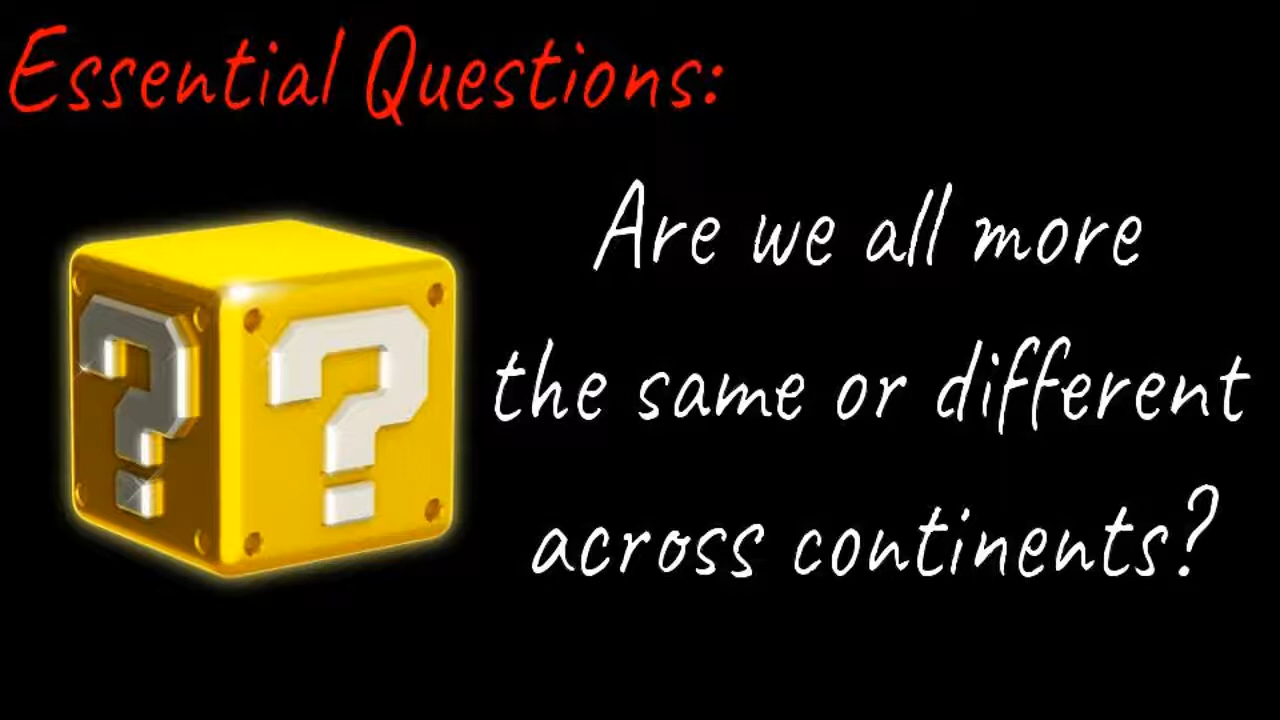 Essential Questions:
Are we all more
the same or different
across continents?
? ?